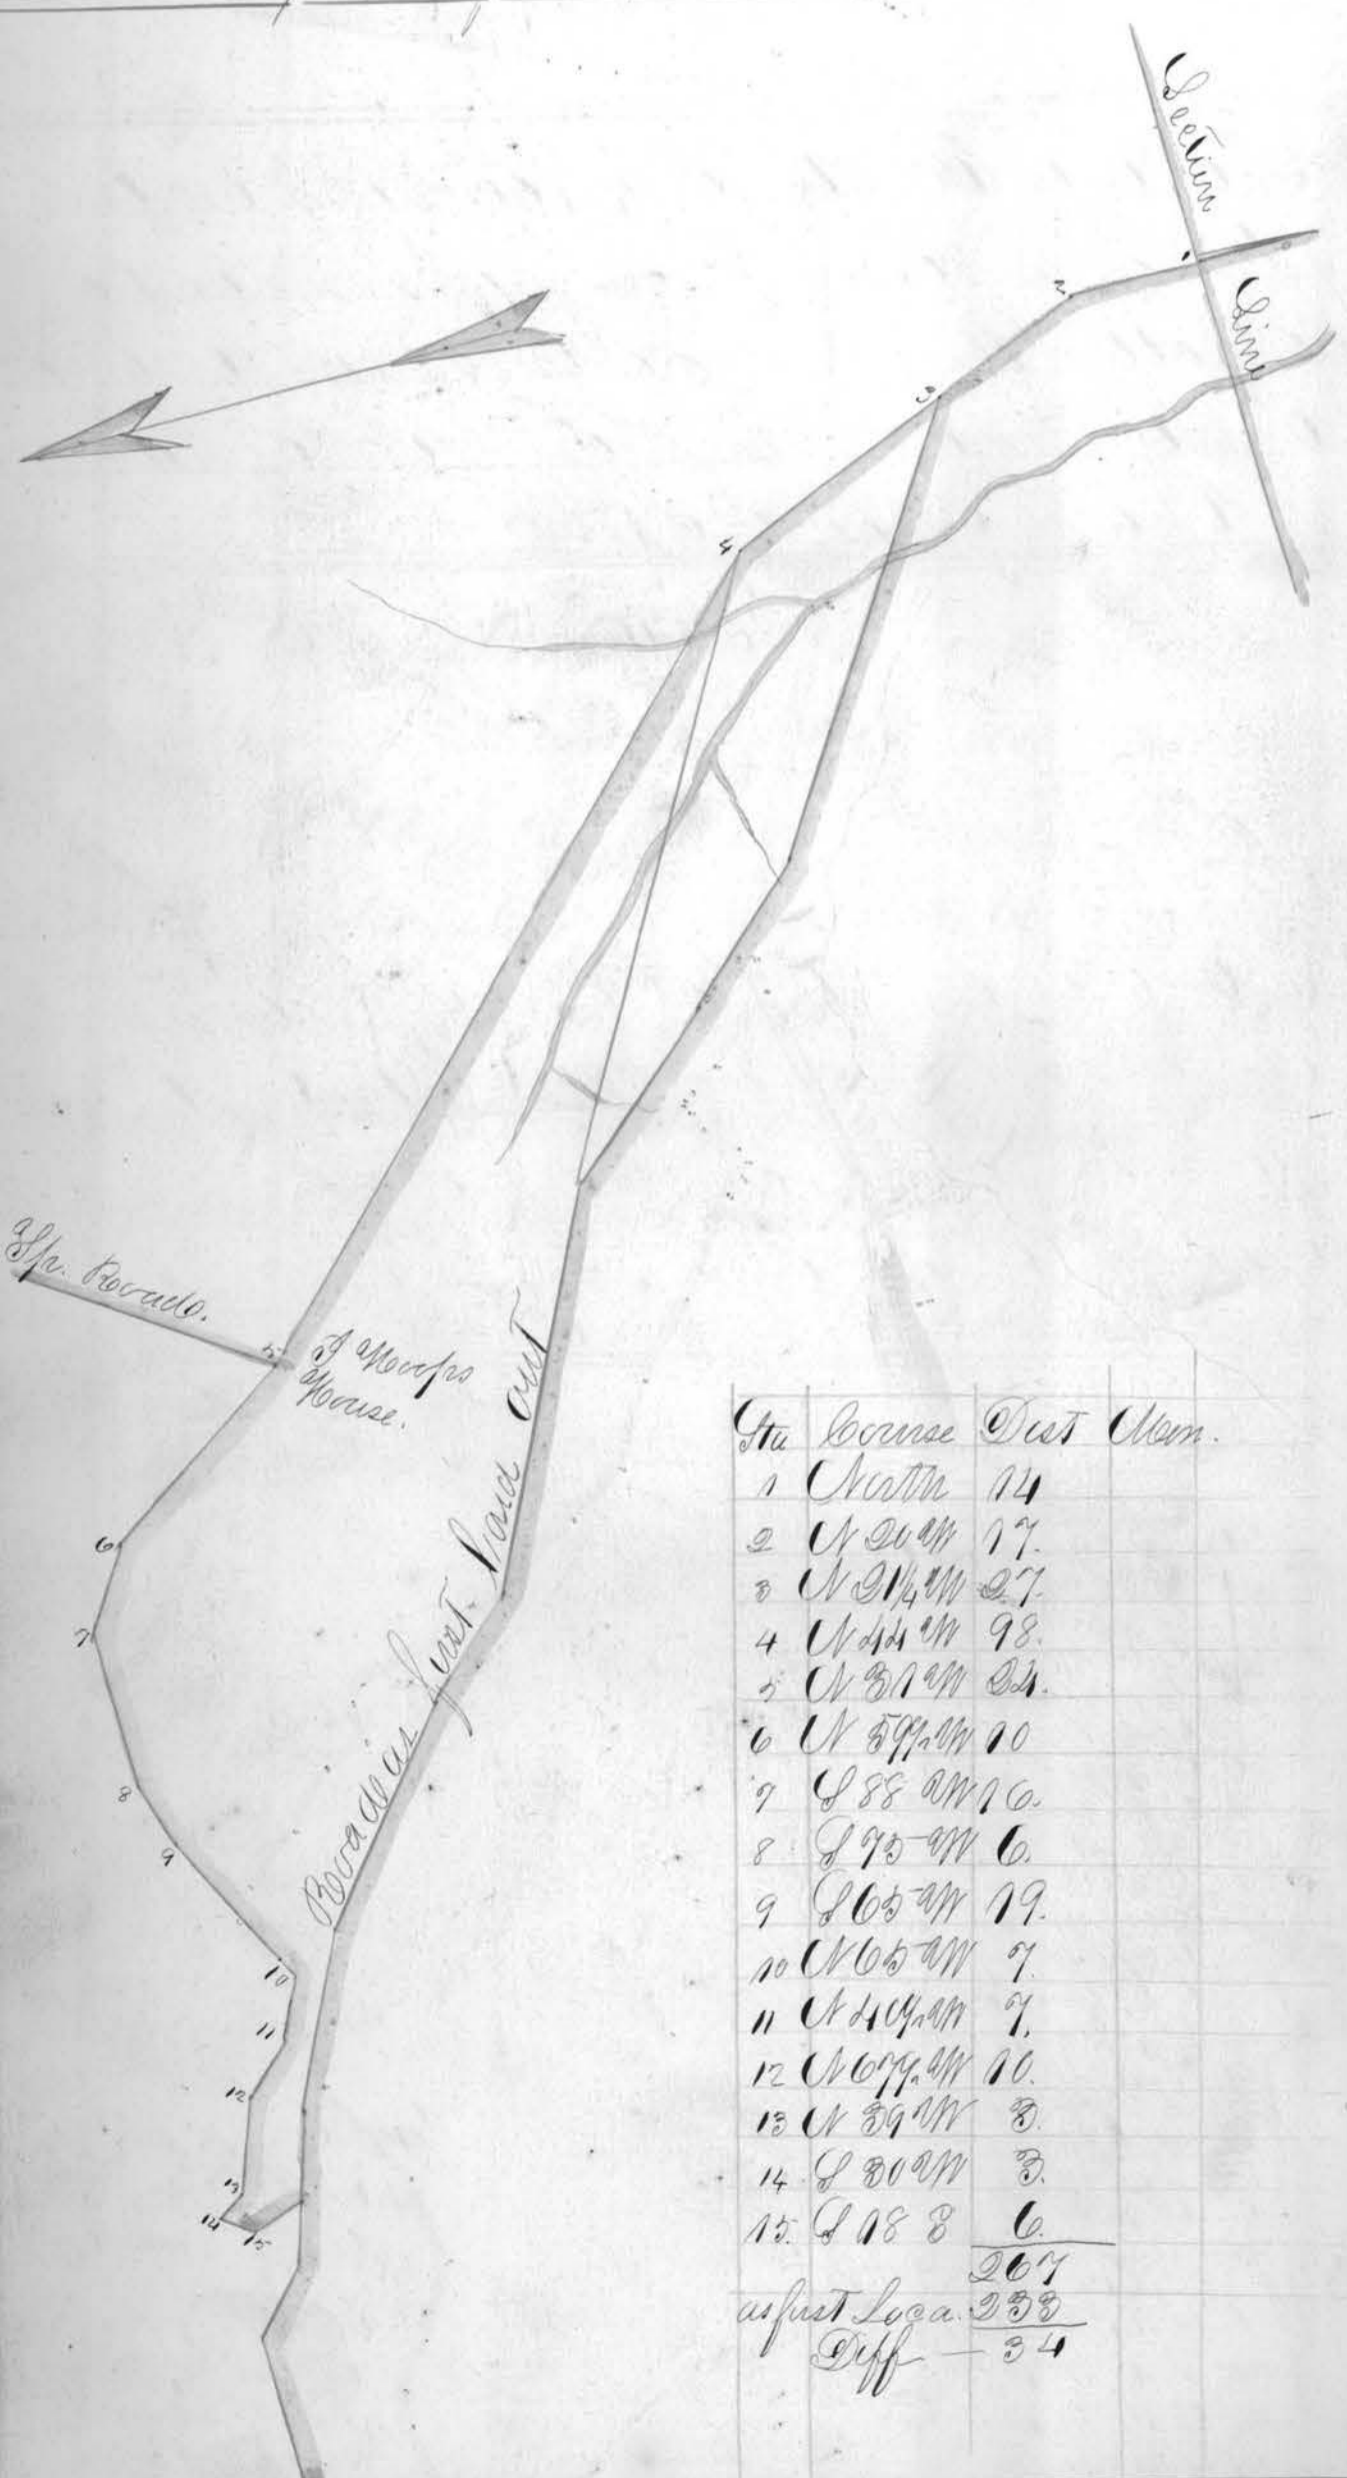 Section Line
1
2
3
4
Sp. Road.
5
J Hoops
House.
6
7
8
9
10
11
12
13
14
15
Road as first laid out
Sta Course Dist Mem.
1 North 14
2 N 20 W 17.
3 N 21¼ W 27.
4 N 44 W 98.
5 N 31 W 24.
6 N 59½ W 10
7 S 88 W 16.
8 S 75 W 6.
9 S 65 W 19.
10 N 65 W 7.
11 N 40½ W 7.
12 N 67½ W 10.
13 N 39 W 3.
14 S 30 W 3.
15. S 18 E 6.
267
as first Loca. 233
Diff — 34